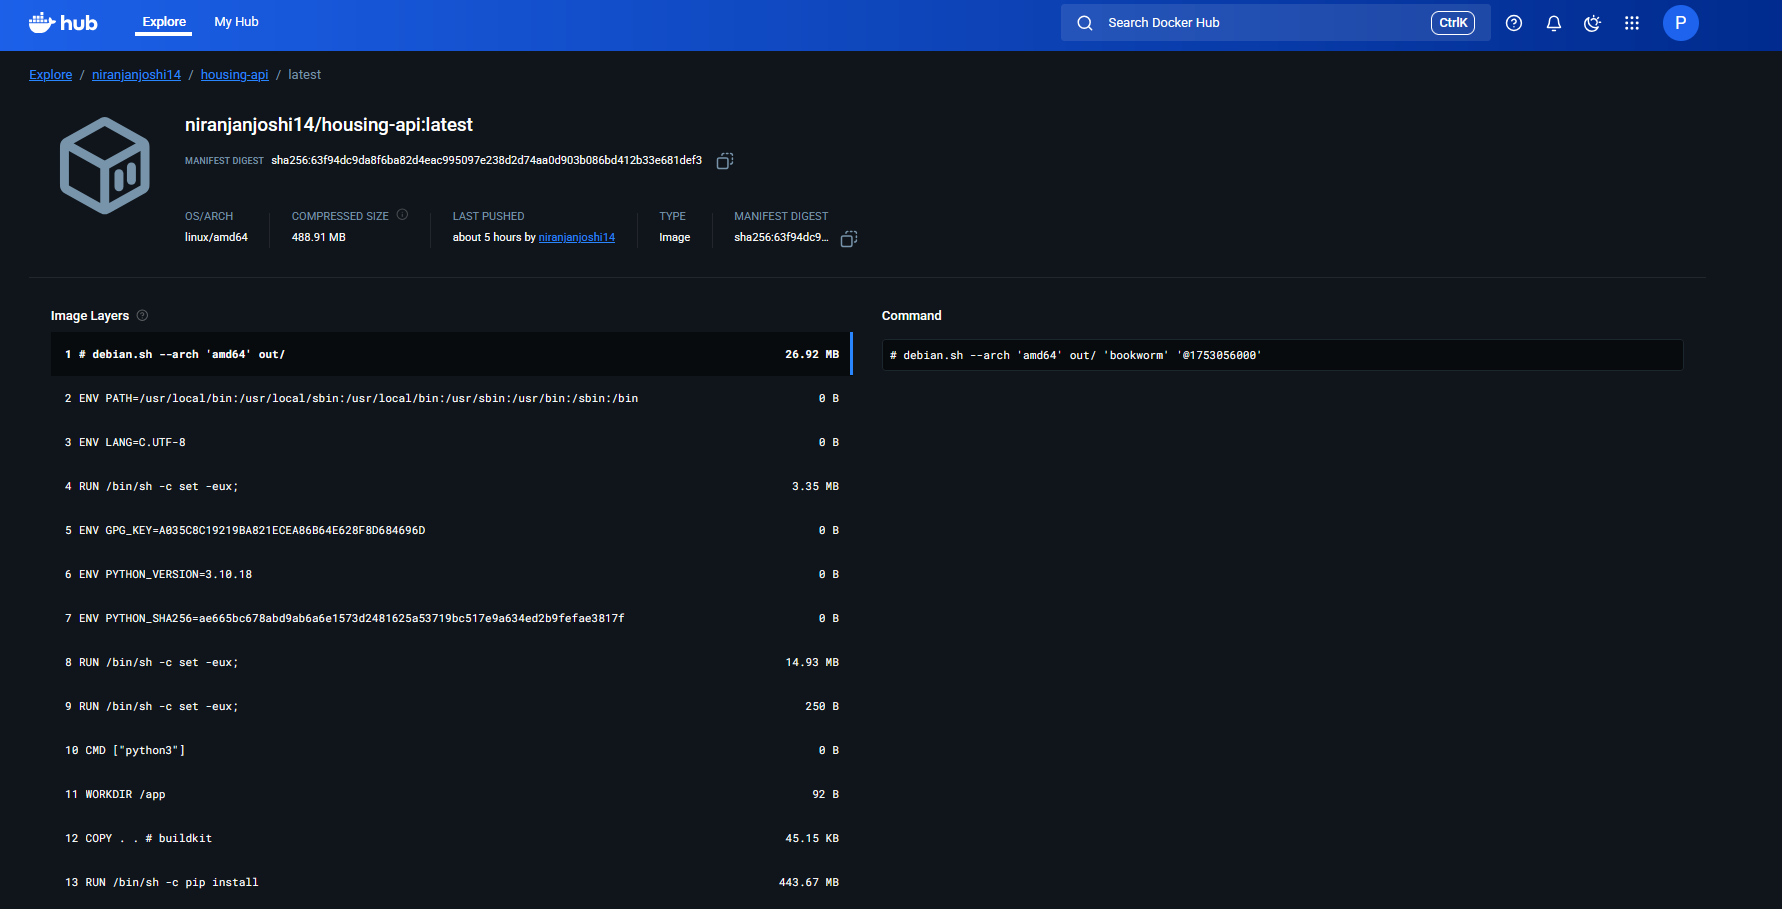 hub Explore My Hub Search Docker Hub CtrlK P
Explore / niranjanjoshi14 / housing-api / latest
niranjanjoshi14/housing-api:latest
MANIFEST DIGEST sha256:63f94dc9da8f6ba82d4eac995097e238d2d74aa0d903b086bd412b33e681def3
OS/ARCH COMPRESSED SIZE LAST PUSHED TYPE MANIFEST DIGEST
linux/amd64 488.91 MB about 5 hours by niranjanjoshi14 Image sha256:63f94dc9...
Image Layers
1 # debian.sh --arch 'amd64' out/ 26.92 MB
2 ENV PATH=/usr/local/bin:/usr/local/sbin:/usr/local/bin:/usr/sbin:/usr/bin:/sbin:/bin 0 B
3 ENV LANG=C.UTF-8 0 B
4 RUN /bin/sh -c set -eux; 3.35 MB
5 ENV GPG_KEY=A035C8C19219BA821ECEA86B64E628F8D684696D 0 B
6 ENV PYTHON_VERSION=3.10.18 0 B
7 ENV PYTHON_SHA256=ae665bc678abd9ab6a6e1573d2481625a53719bc517e9a634ed2b9fefae3817f 0 B
8 RUN /bin/sh -c set -eux; 14.93 MB
9 RUN /bin/sh -c set -eux; 250 B
10 CMD ["python3"] 0 B
11 WORKDIR /app 92 B
12 COPY . . # buildkit 45.15 KB
13 RUN /bin/sh -c pip install 443.67 MB
Command
# debian.sh --arch 'amd64' out/ 'bookworm' '@1753056000'